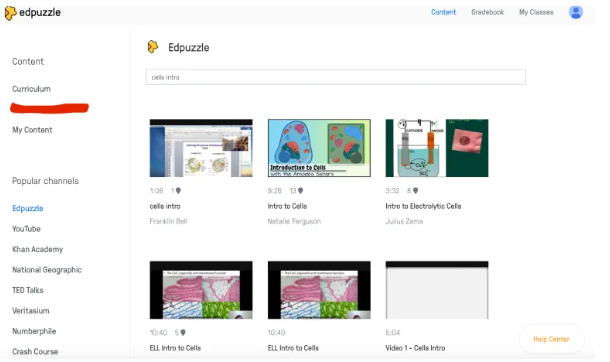 edpuzzle
Content Gradebook My Classes
Content
Curriculum
My Content
Popular channels
Edpuzzle
YouTube
Khan Academy
National Geographic
TED Talks
Veritasium
Numberphile
Crash Course
Edpuzzle
cells intro
1:08 1
cells intro
Franklin Bell
Introduction to Cells
with the Amoeba Sisters
9:26 13
Intro to Cells
Natalie Ferguson
CATHODE ANODE
3:32 8
Intro to Electrolytic Cells
Julius Zama
10:40 5
ELL Intro to Cells
10:40
ELL Intro to Cells
5:04
Video 1 - Cells Intro
Help Center